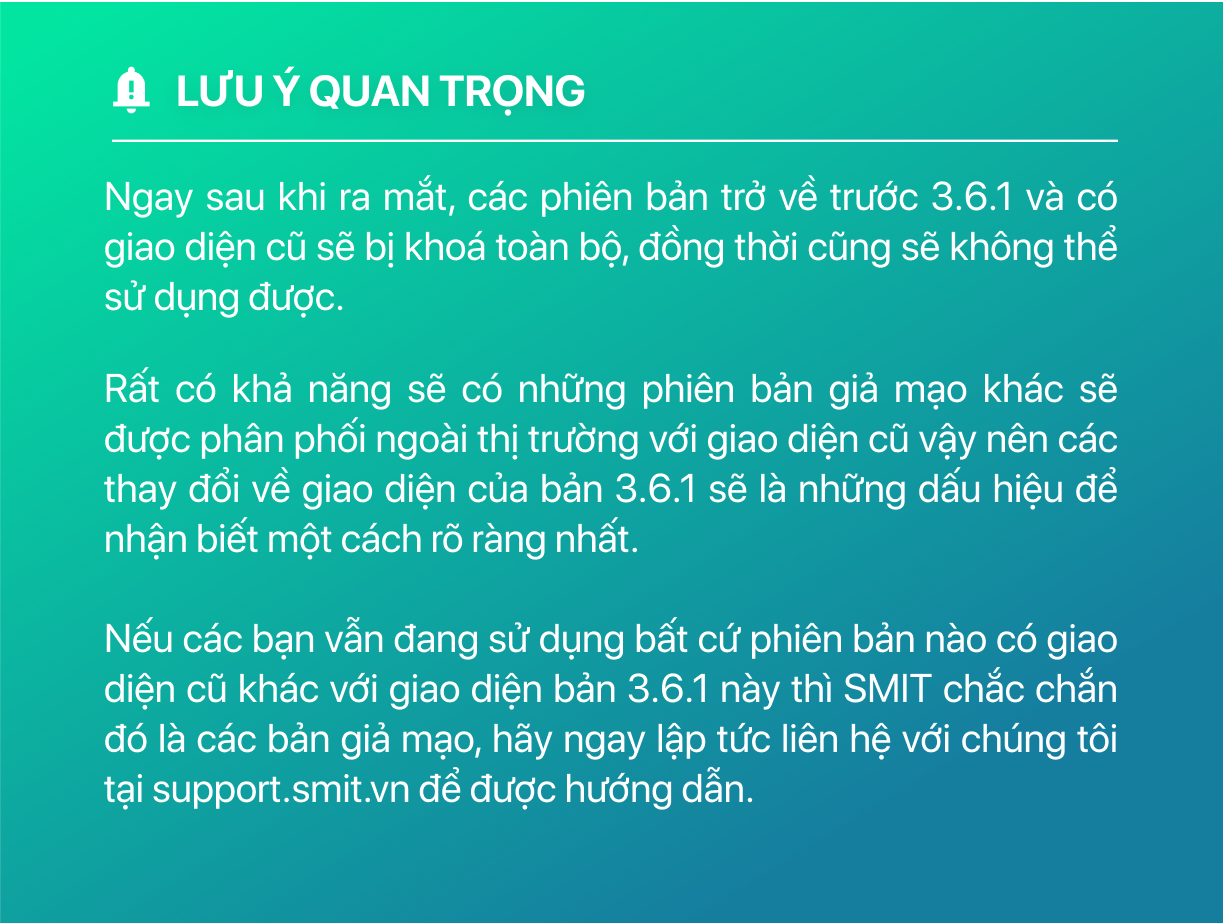 LƯU Ý QUAN TRỌNG
Ngay sau khi ra mắt, các phiên bản trở về trước 3.6.1 và có
giao diện cũ sẽ bị khoá toàn bộ, đồng thời cũng sẽ không thể
sử dụng được.
Rất có khả năng sẽ có những phiên bản giả mạo khác sẽ
được phân phối ngoài thị trường với giao diện cũ vậy nên các
thay đổi về giao diện của bản 3.6.1 sẽ là những dấu hiệu để
nhận biết một cách rõ ràng nhất.
Nếu các bạn vẫn đang sử dụng bất cứ phiên bản nào có giao
diện cũ khác với giao diện bản 3.6.1 này thì SMIT chắc chắn
đó là các bản giả mạo, hãy ngay lập tức liên hệ với chúng tôi
tại support.smit.vn để được hướng dẫn.